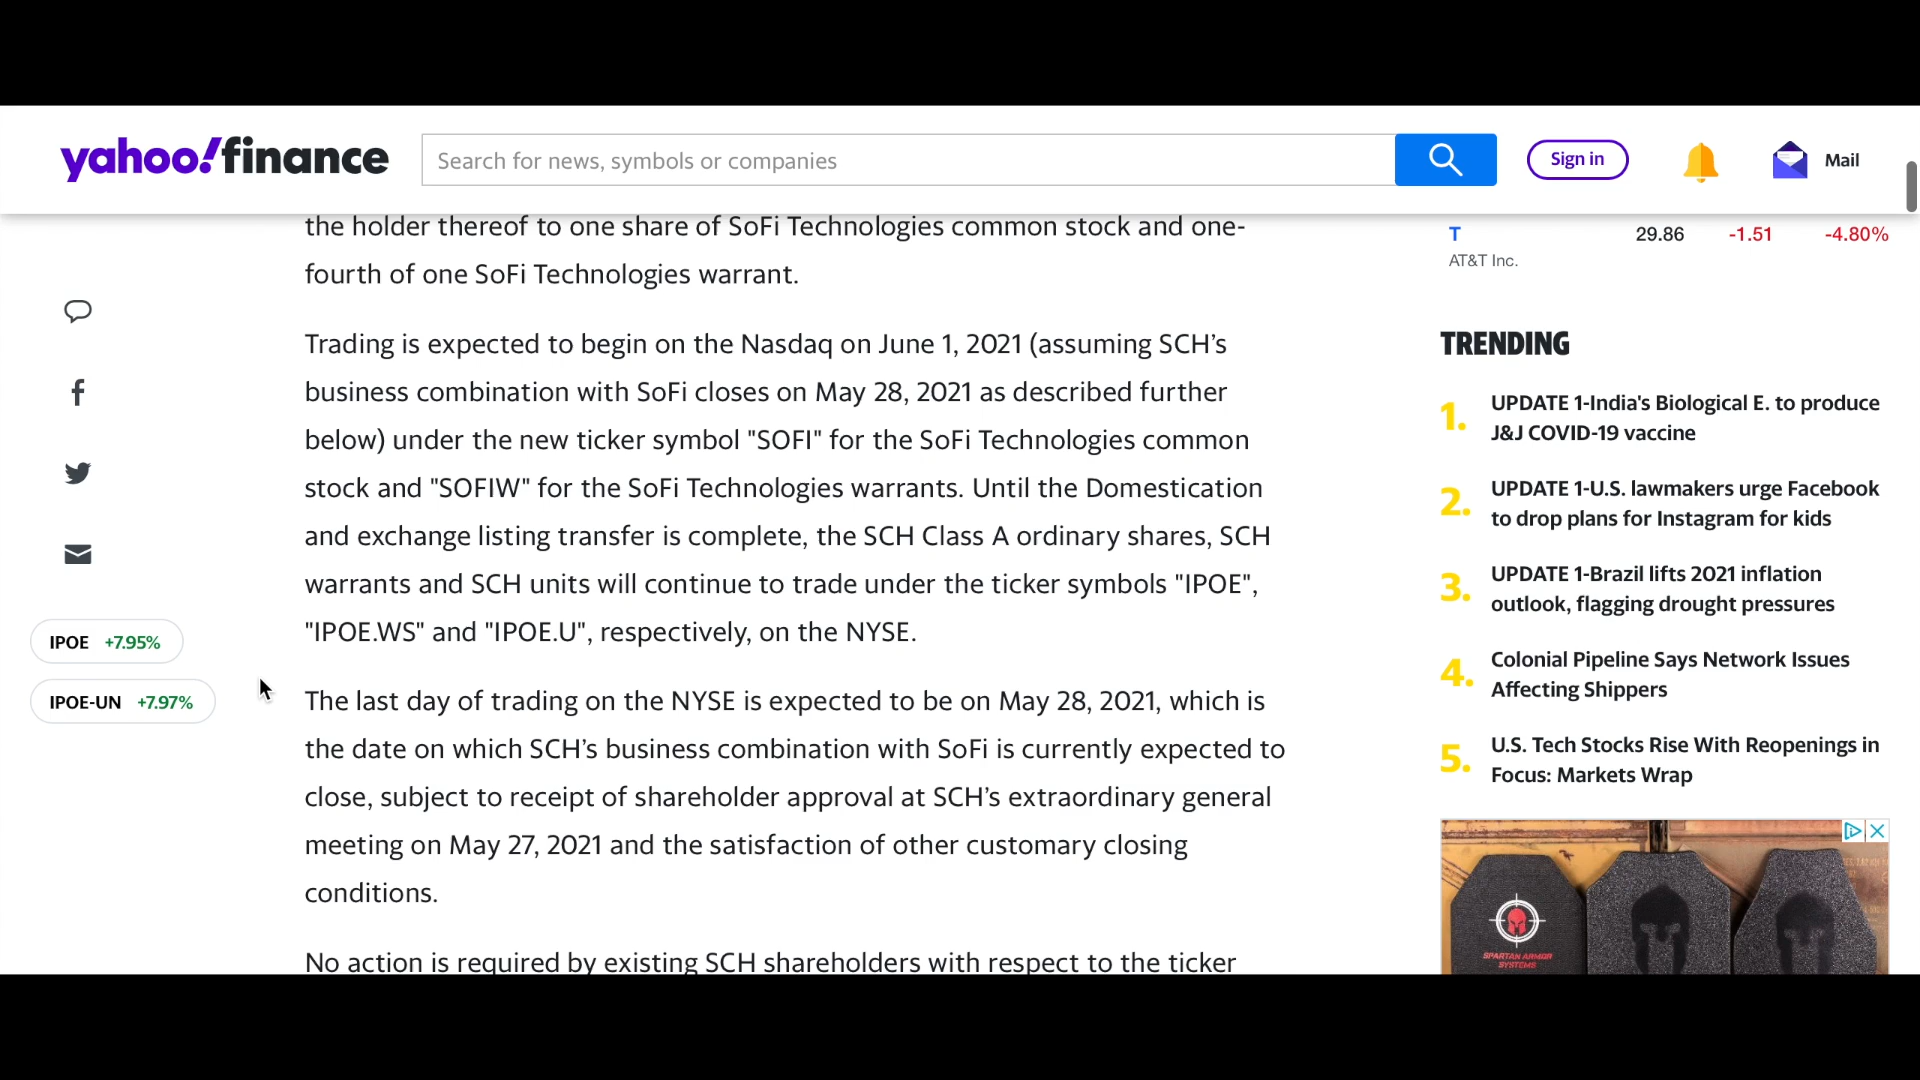 yahoo!finance
Search for news, symbols or companies
Sign in
Mail
the holder thereof to one share of SoFi Technologies common stock and one-
fourth of one SoFi Technologies warrant.
Trading is expected to begin on the Nasdaq on June 1, 2021 (assuming SCH’s
business combination with SoFi closes on May 28, 2021 as described further
below) under the new ticker symbol "SOFI" for the SoFi Technologies common
stock and "SOFIW" for the SoFi Technologies warrants. Until the Domestication
and exchange listing transfer is complete, the SCH Class A ordinary shares, SCH
warrants and SCH units will continue to trade under the ticker symbols "IPOE",
"IPOE.WS" and "IPOE.U", respectively, on the NYSE.
The last day of trading on the NYSE is expected to be on May 28, 2021, which is
the date on which SCH’s business combination with SoFi is currently expected to
close, subject to receipt of shareholder approval at SCH’s extraordinary general
meeting on May 27, 2021 and the satisfaction of other customary closing
conditions.
No action is required by existing SCH shareholders with respect to the ticker
IPOE +7.95%
IPOE-UN +7.97%
T 29.86 -1.51 -4.80%
AT&T Inc.
TRENDING
1. UPDATE 1-India's Biological E. to produce
J&J COVID-19 vaccine
2. UPDATE 1-U.S. lawmakers urge Facebook
to drop plans for Instagram for kids
3. UPDATE 1-Brazil lifts 2021 inflation
outlook, flagging drought pressures
4. Colonial Pipeline Says Network Issues
Affecting Shippers
5. U.S. Tech Stocks Rise With Reopenings in
Focus: Markets Wrap
SPARTAN ARMOR
SYSTEMS